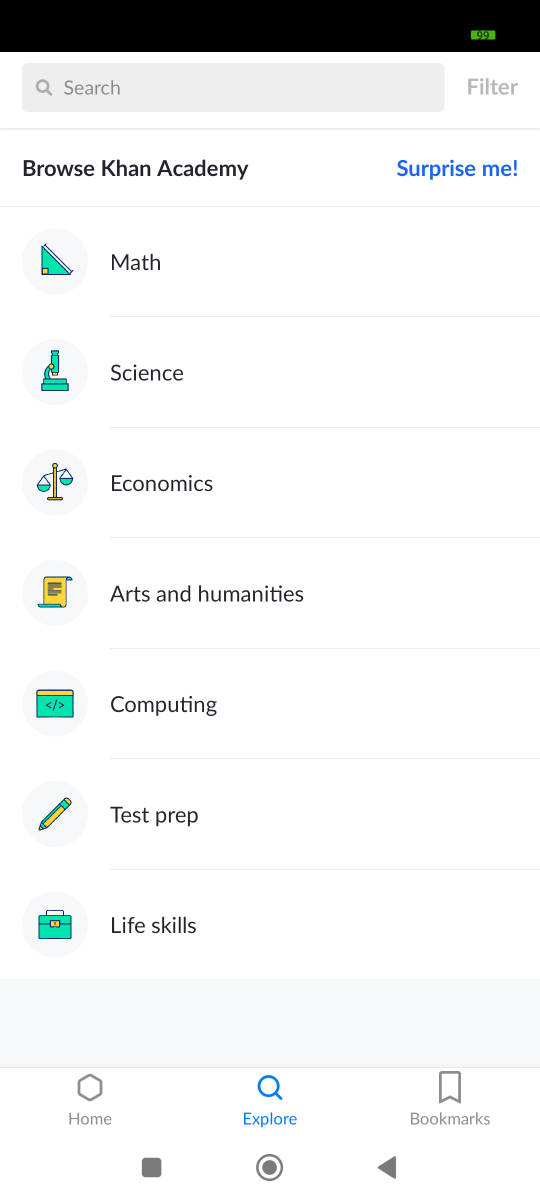 99
Search
Filter
Browse Khan Academy
Surprise me!
Math
Science
Economics
Arts and humanities
</>
Computing
Test prep
Life skills
Home
Explore
Bookmarks